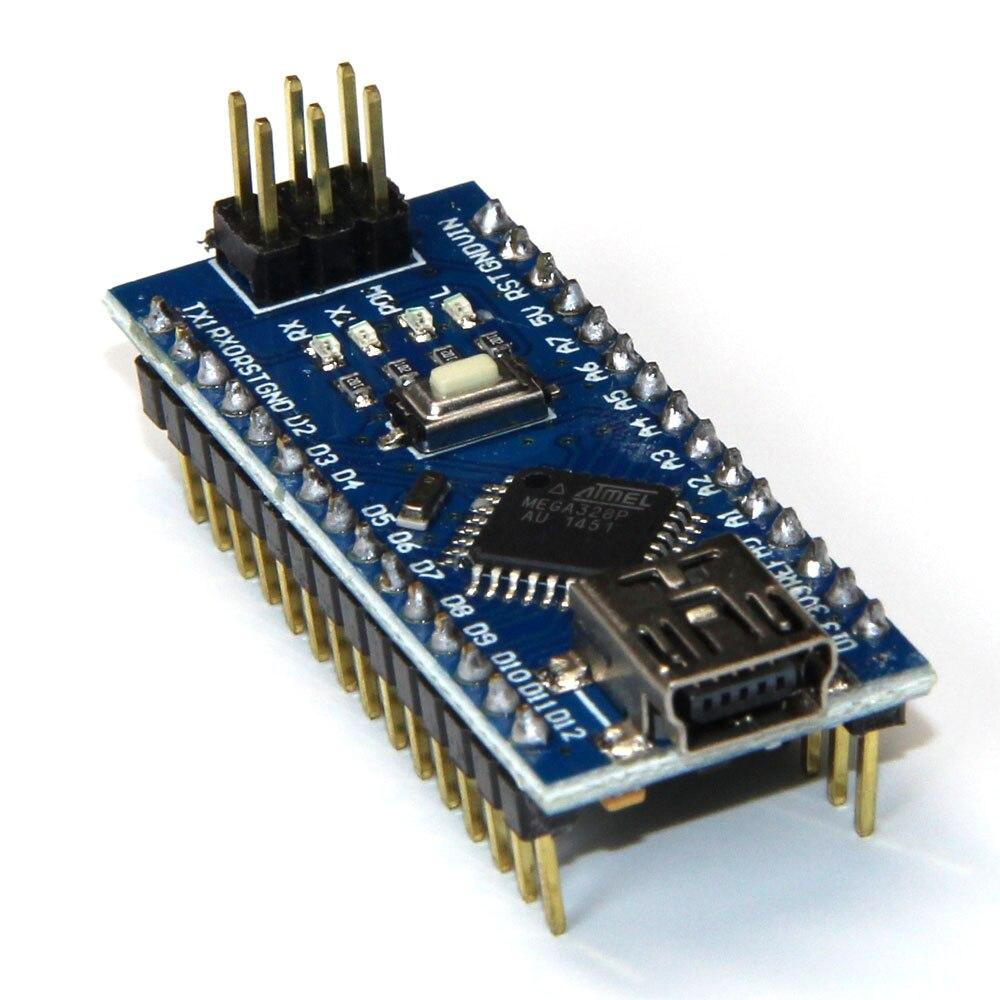 TX1 RX0 RST GND D2 D3 D4 D5 D6 D7 D8 D9 D10 D11 D12
RX
TX
POW
L
VIN GND RST 5V A7 A6 A5 A4 A3 A2 A1 A0 REF 3V3 D13
ATMEL
MEGA328P
AU 1451